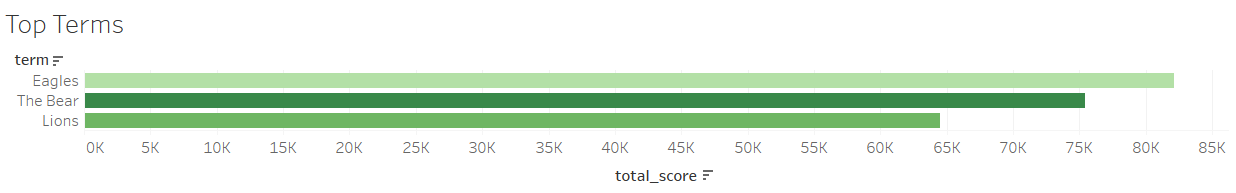 Top Terms
term
Eagles
The Bear
Lions
0K 5K 10K 15K 20K 25K 30K 35K 40K 45K 50K 55K 60K 65K 70K 75K 80K 85K
total_score